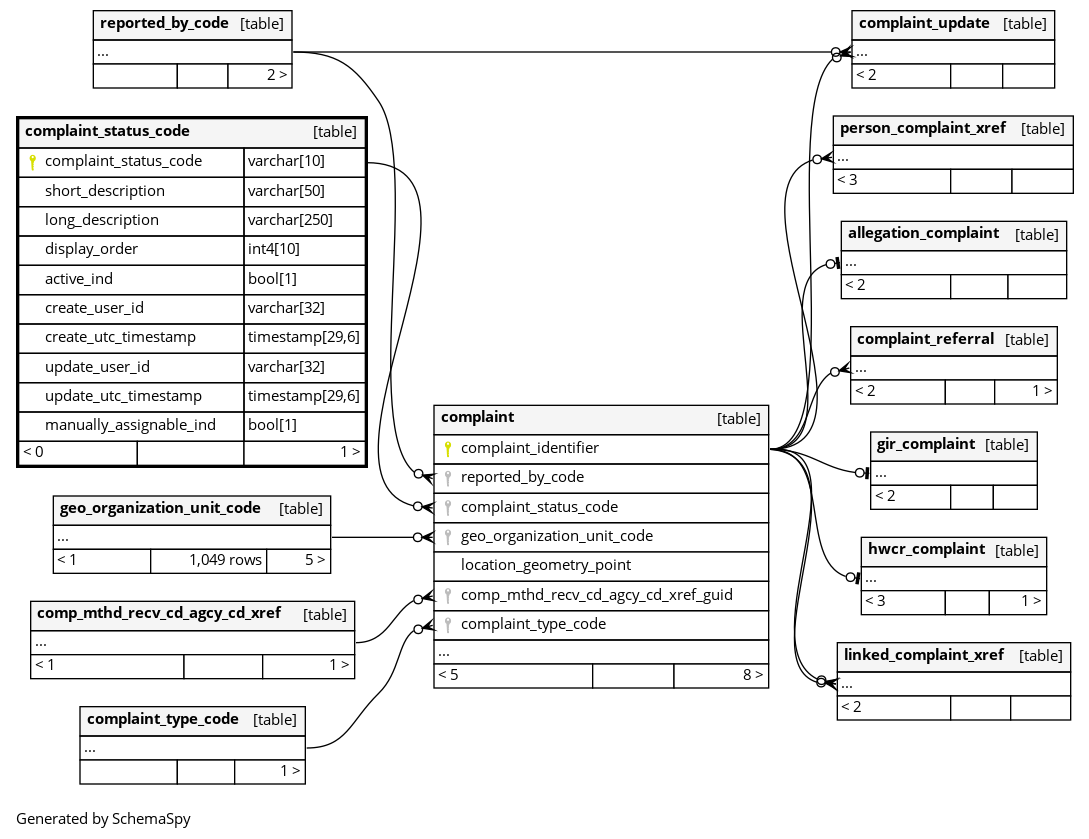 reported_by_code [table]
...
2 >
complaint_status_code [table]
complaint_status_code varchar[10]
short_description varchar[50]
long_description varchar[250]
display_order int4[10]
active_ind bool[1]
create_user_id varchar[32]
create_utc_timestamp timestamp[29,6]
update_user_id varchar[32]
update_utc_timestamp timestamp[29,6]
manually_assignable_ind bool[1]
< 0 1 >
geo_organization_unit_code [table]
...
< 1 1,049 rows 5 >
comp_mthd_recv_cd_agcy_cd_xref [table]
...
< 1 1 >
complaint_type_code [table]
...
1 >
complaint [table]
complaint_identifier
reported_by_code
complaint_status_code
geo_organization_unit_code
location_geometry_point
comp_mthd_recv_cd_agcy_cd_xref_guid
complaint_type_code
...
< 5 8 >
complaint_update [table]
...
< 2
person_complaint_xref [table]
...
< 3
allegation_complaint [table]
...
< 2
complaint_referral [table]
...
< 2 1 >
gir_complaint [table]
...
< 2
hwcr_complaint [table]
...
< 3 1 >
linked_complaint_xref [table]
...
< 2
Generated by SchemaSpy